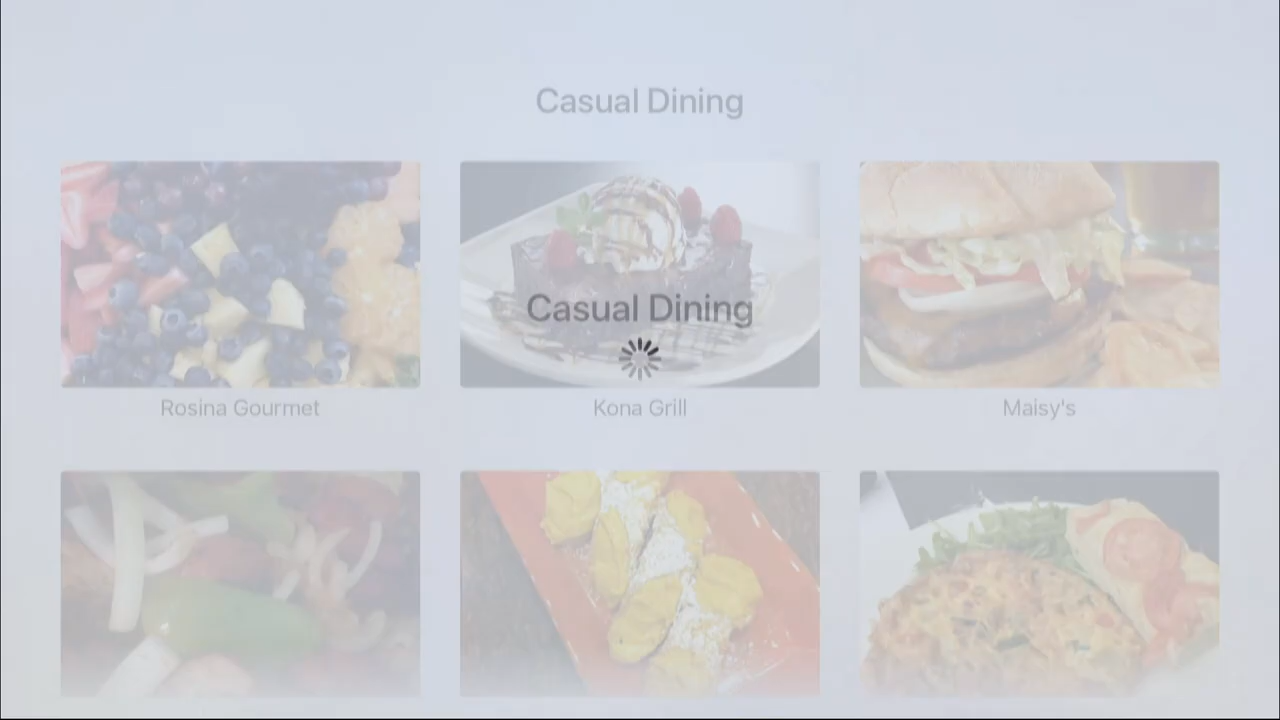 Casual Dining
Casual Dining
Rosina Gourmet
Kona Grill
Maisy's